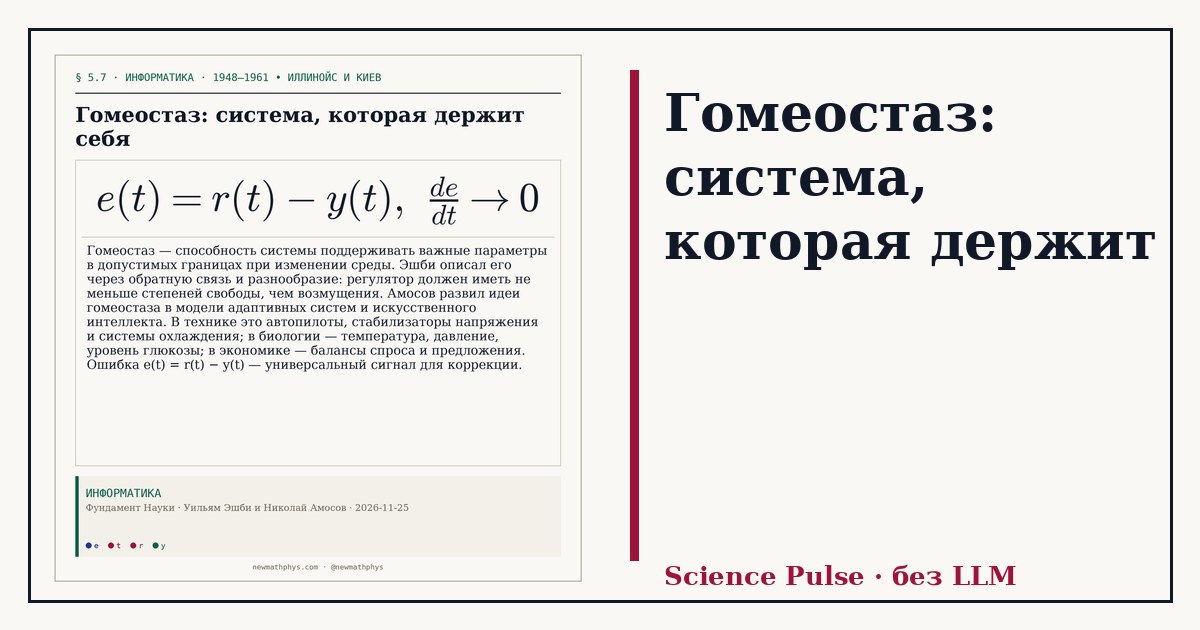 § 5.7 · ИНФОРМАТИКА · 1948—1961 • ИЛЛИНОЙС И КИЕВ
Гомеостаз: система, которая держит
себя
e(t) = r(t) − y(t), de/dt → 0
Гомеостаз — способность системы поддерживать важные параметры
в допустимых границах при изменении среды. Эшби описал его
через обратную связь и разнообразие: регулятор должен иметь не
меньше степеней свободы, чем возмущения. Амосов развил идеи
гомеостаза в модели адаптивных систем и искусственного
интеллекта. В технике это автопилоты, стабилизаторы напряжения
и системы охлаждения; в биологии — температура, давление,
уровень глюкозы; в экономике — балансы спроса и предложения.
Ошибка e(t) = r(t) − y(t) — универсальный сигнал для коррекции.
ИНФОРМАТИКА
Фундамент Науки · Уильям Эшби и Николай Амосов · 2026-11-25
e t r y
newmathphys.com · @newmathphys
Гомеостаз:
система,
которая держит
Science Pulse · без LLM